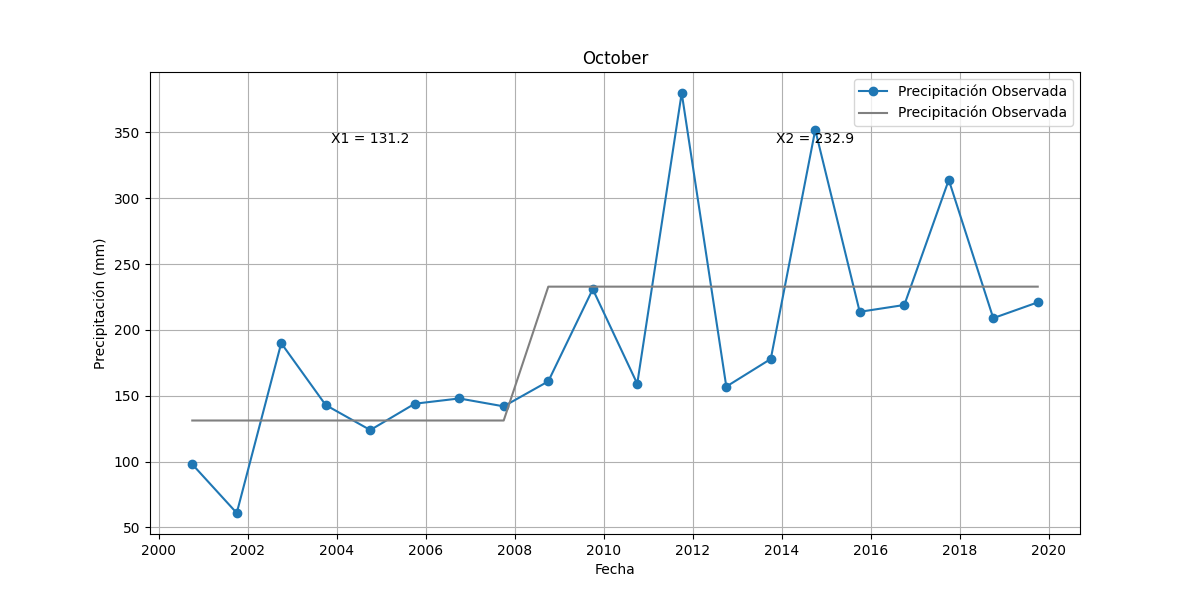 October
Precipitación Observada
Precipitación Observada
X1 = 131.2
X2 = 232.9
Precipitación (mm)
350
300
250
200
150
100
50
2000 2002 2004 2006 2008 2010 2012 2014 2016 2018 2020
Fecha